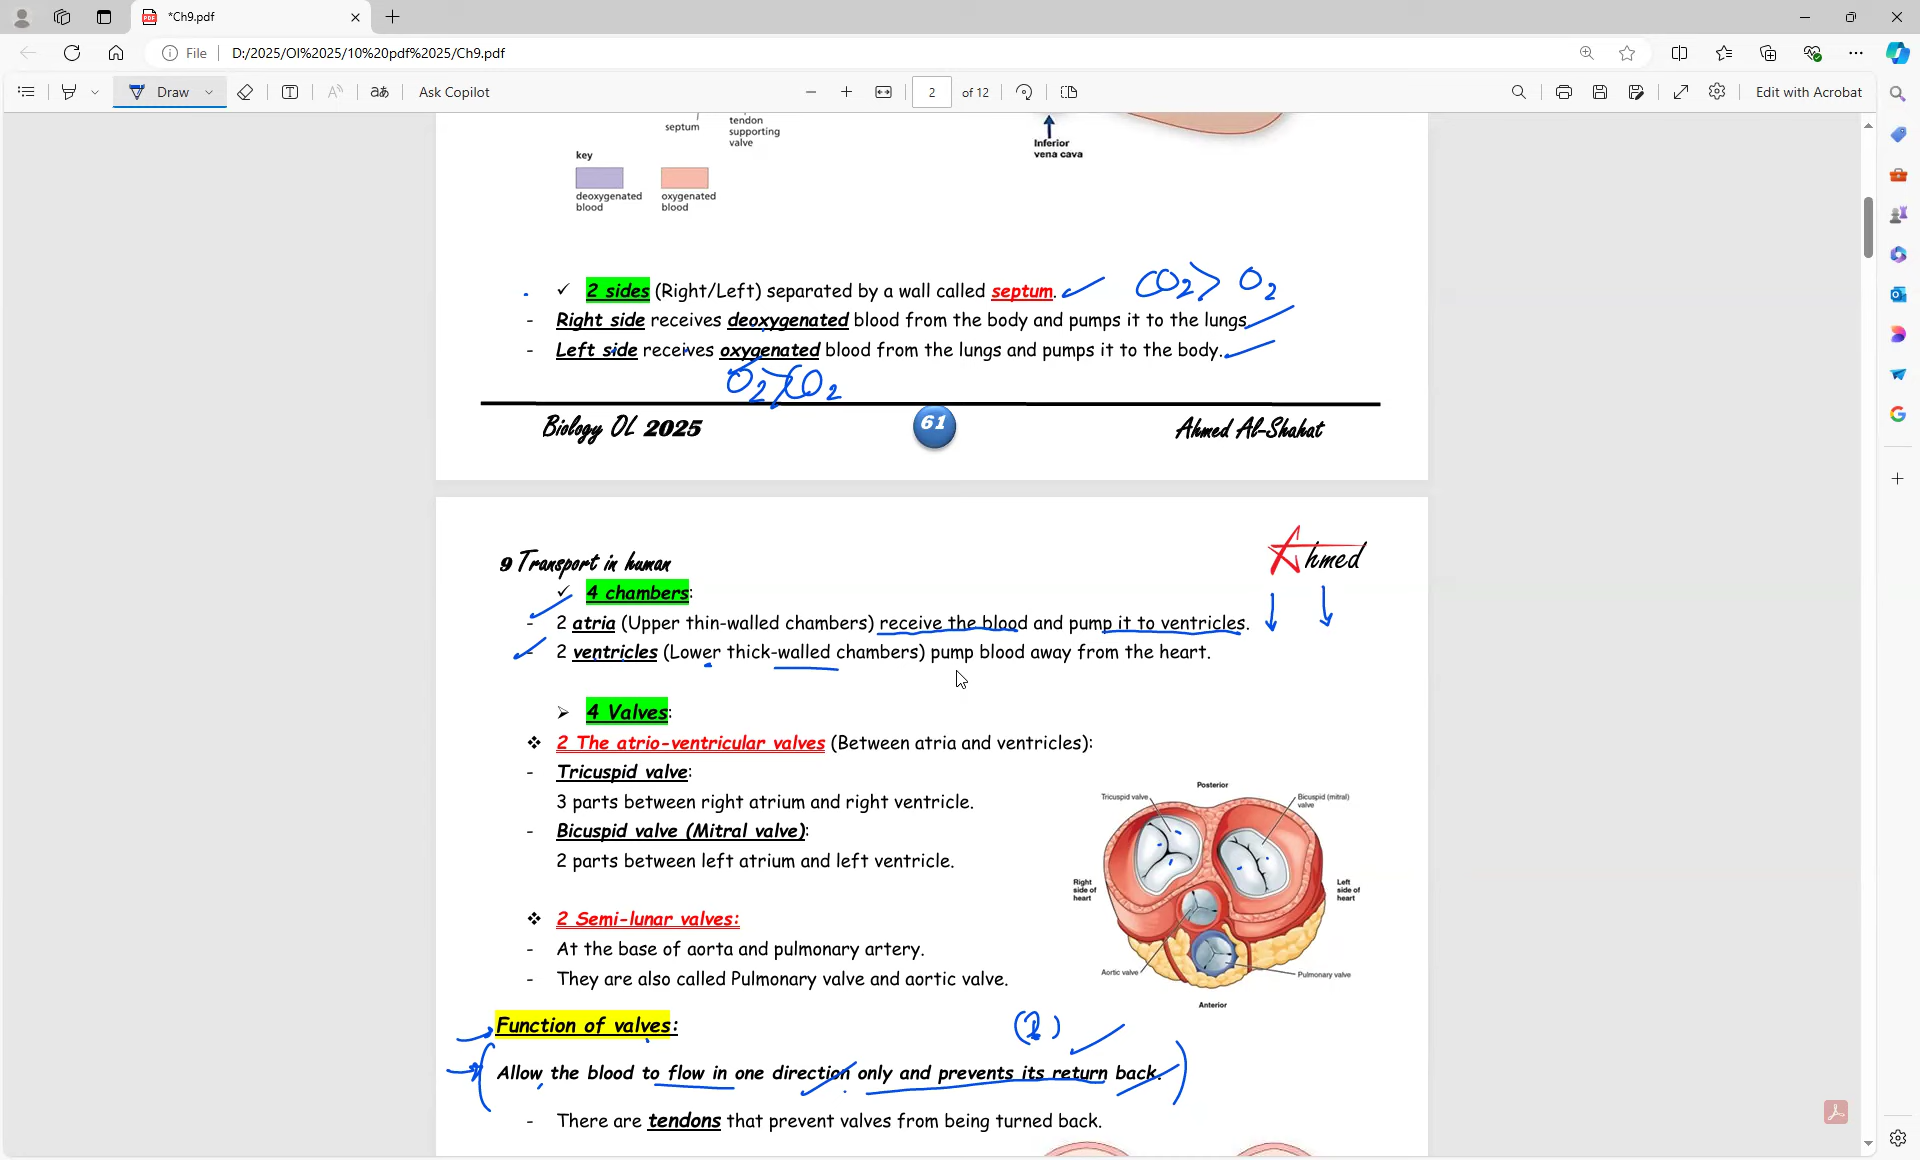 *Ch9.pdf
File
D:/2025/Ol%2025/10%20pdf%2025/Ch9.pdf
Draw
Ask Copilot
2 of 12
Edit with Acrobat
septum
tendon
supporting
valve
Inferior
vena cava
key
deoxygenated
blood
oxygenated
blood
✓ 2 sides (Right/Left) separated by a wall called septum.
CO2 > O2
- Right side receives deoxygenated blood from the body and pumps it to the lungs
- Left side receives oxygenated blood from the lungs and pumps it to the body.
O2 > CO2
Biology OL 2025
61
Ahmed Al-Shahat
9 Transport in human
Ahmed
✓ 4 chambers:
- 2 atria (Upper thin-walled chambers) receive the blood and pump it to ventricles.
- 2 ventricles (Lower thick-walled chambers) pump blood away from the heart.
➢ 4 Valves:
❖ 2 The atrio-ventricular valves (Between atria and ventricles):
- Tricuspid valve:
3 parts between right atrium and right ventricle.
- Bicuspid valve (Mitral valve):
2 parts between left atrium and left ventricle.
Posterior
Tricuspid valve
Bicuspid (mitral)
valve
Right
side of
heart
Left
side of
heart
Aortic valve
Pulmonary valve
Anterior
❖ 2 Semi-lunar valves:
- At the base of aorta and pulmonary artery.
- They are also called Pulmonary valve and aortic valve.
Function of valves:
Allow the blood to flow in one direction only and prevents its return back.
- There are tendons that prevent valves from being turned back.